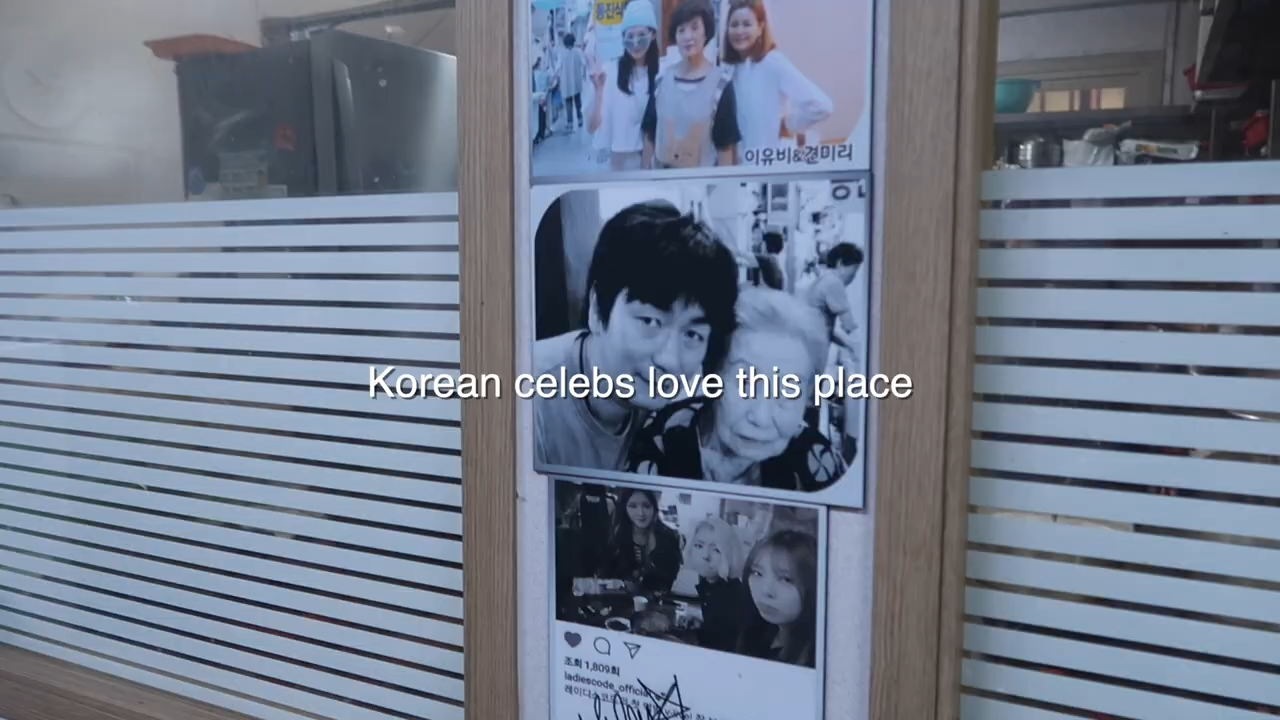 이유비&견미리
Korean celebs love this place
조회 1,809회
ladiescode_official